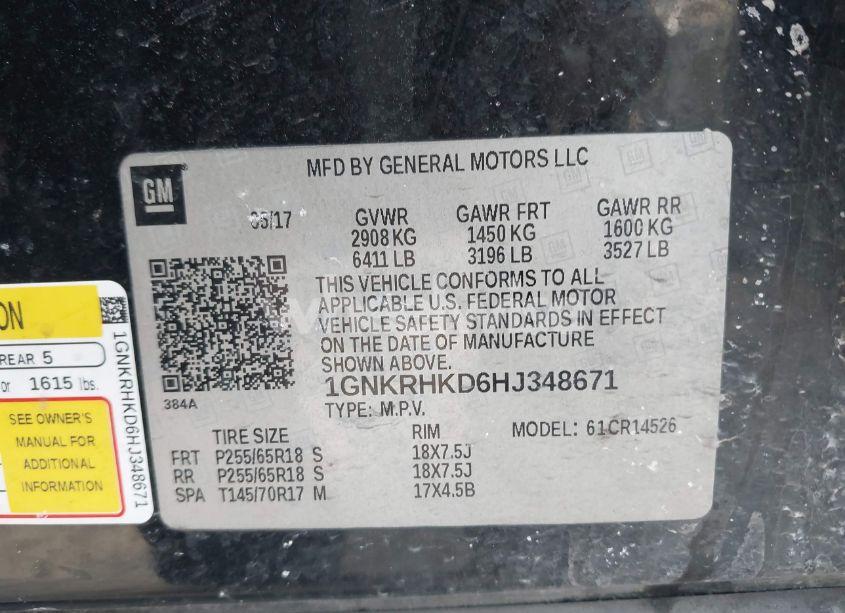 GM
MFD BY GENERAL MOTORS LLC
05/17
GVWR GAWR FRT GAWR RR
2908 KG 1450 KG 1600 KG
6411 LB 3196 LB 3527 LB
THIS VEHICLE CONFORMS TO ALL
APPLICABLE U.S. FEDERAL MOTOR
VEHICLE SAFETY STANDARDS IN EFFECT
ON THE DATE OF MANUFACTURE
SHOWN ABOVE.
1GNKRHKD6HJ348671
384A
TYPE: M.P.V.
TIRE SIZE RIM MODEL: 61CR14526
FRT P255/65R18 S 18X7.5J
RR P255/65R18 S 18X7.5J
SPA T145/70R17 M 17X4.5B
ON
REAR 5
or 1615 lbs.
SEE OWNER'S
MANUAL FOR
ADDITIONAL
INFORMATION
1GNKRHKD6HJ348671